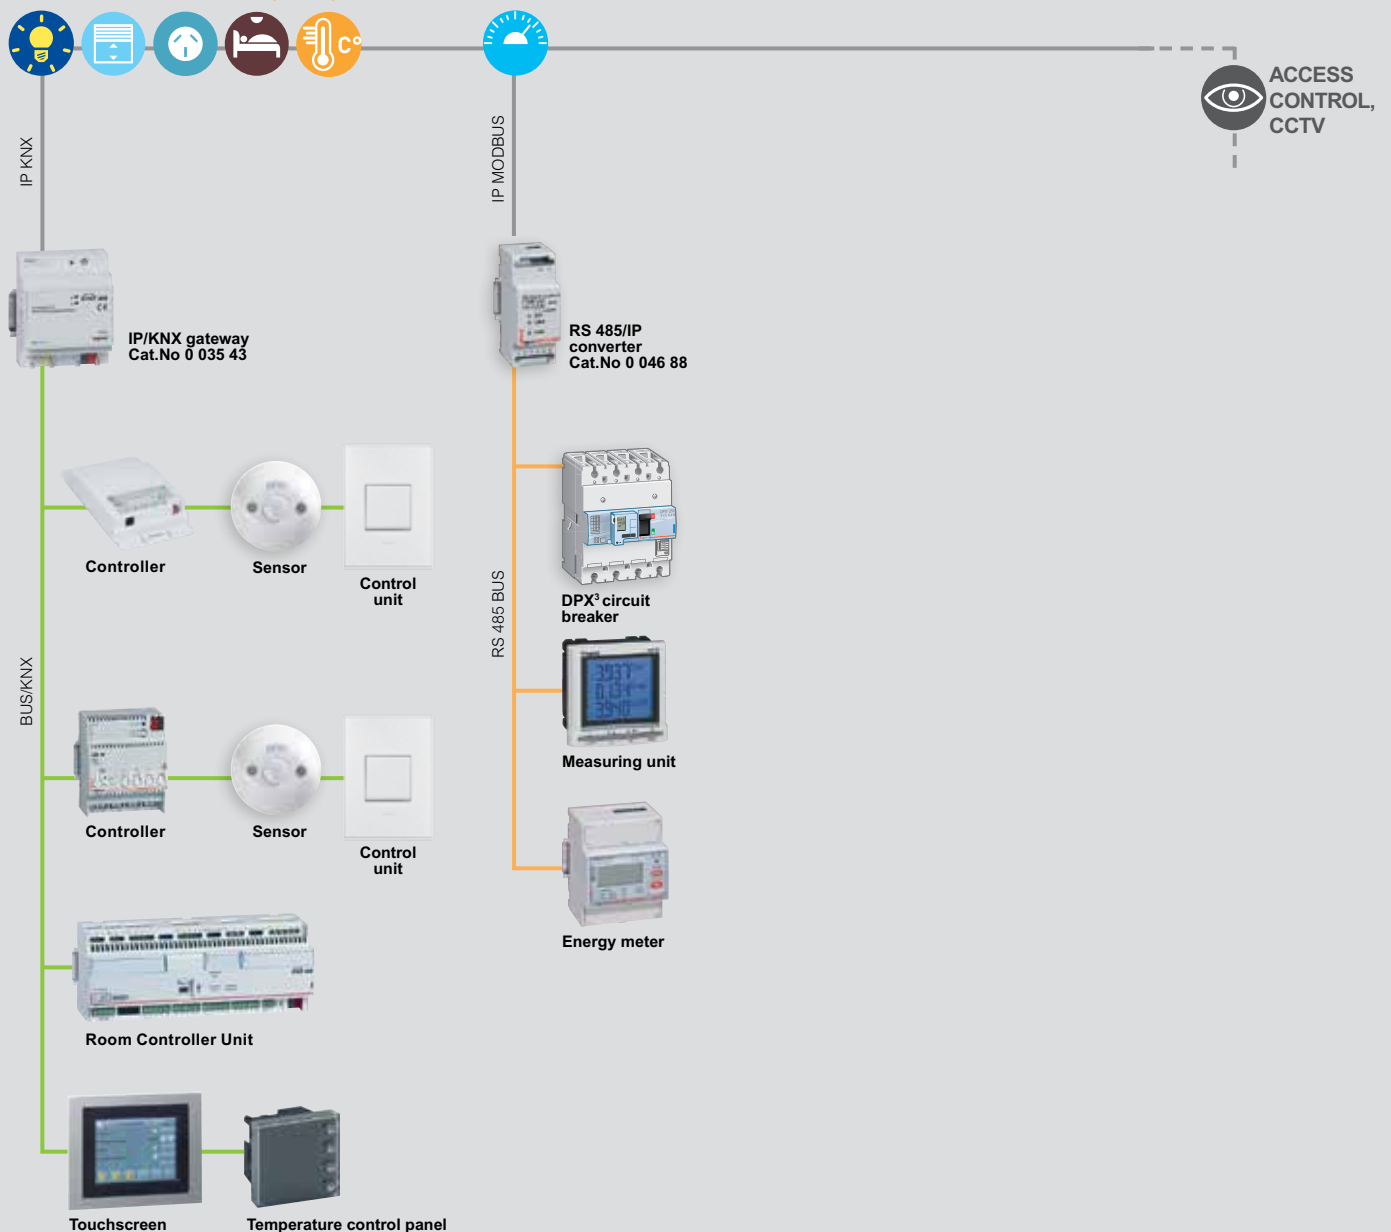 C°
ACCESS
CONTROL,
CCTV
IP KNX
IP MODBUS
IP/KNX gateway
Cat.No 0 035 43
RS 485/IP
converter
Cat.No 0 046 88
BUS/KNX
Controller
Sensor
Control
unit
RS 485 BUS
DPX³ circuit
breaker
Measuring unit
Controller
Sensor
Control
unit
Energy meter
Room Controller Unit
Touchscreen
Temperature control panel